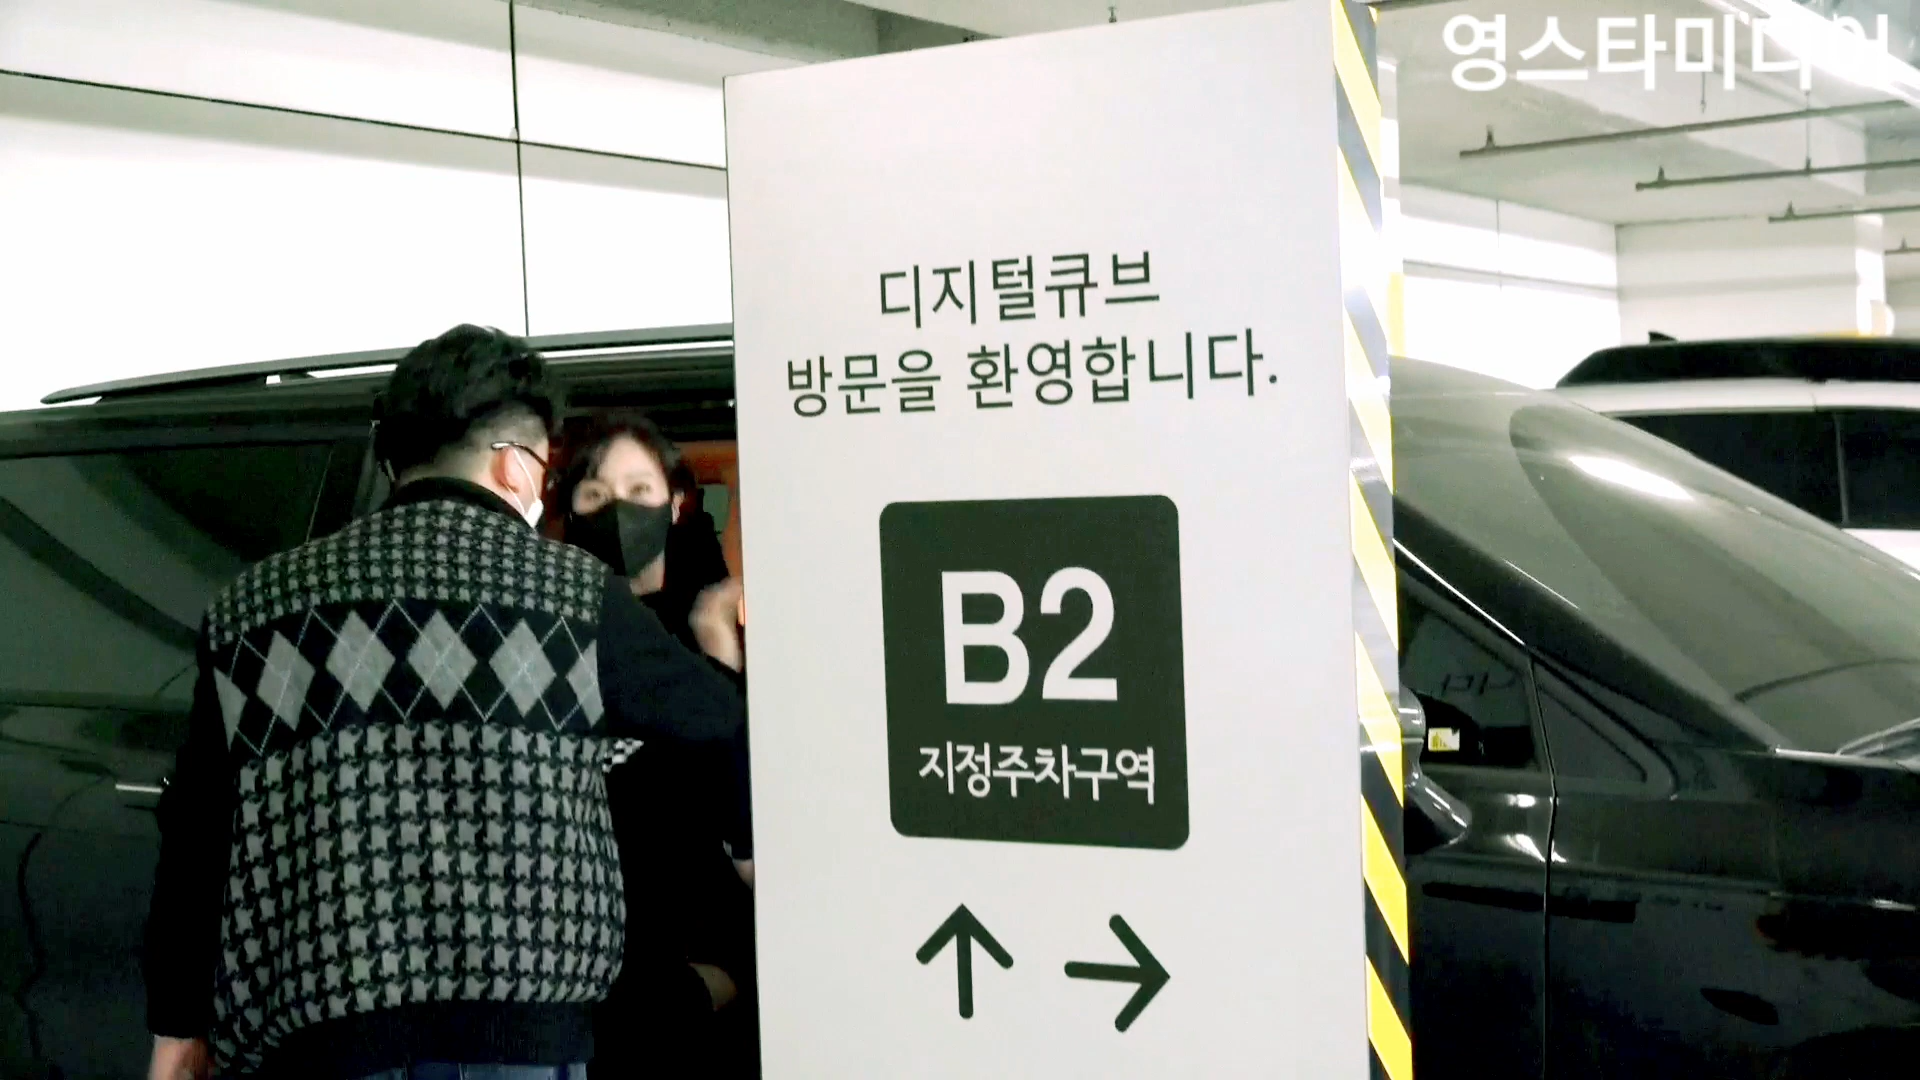 영스타미디어
디지털큐브
방문을 환영합니다.
B2
지정주차구역